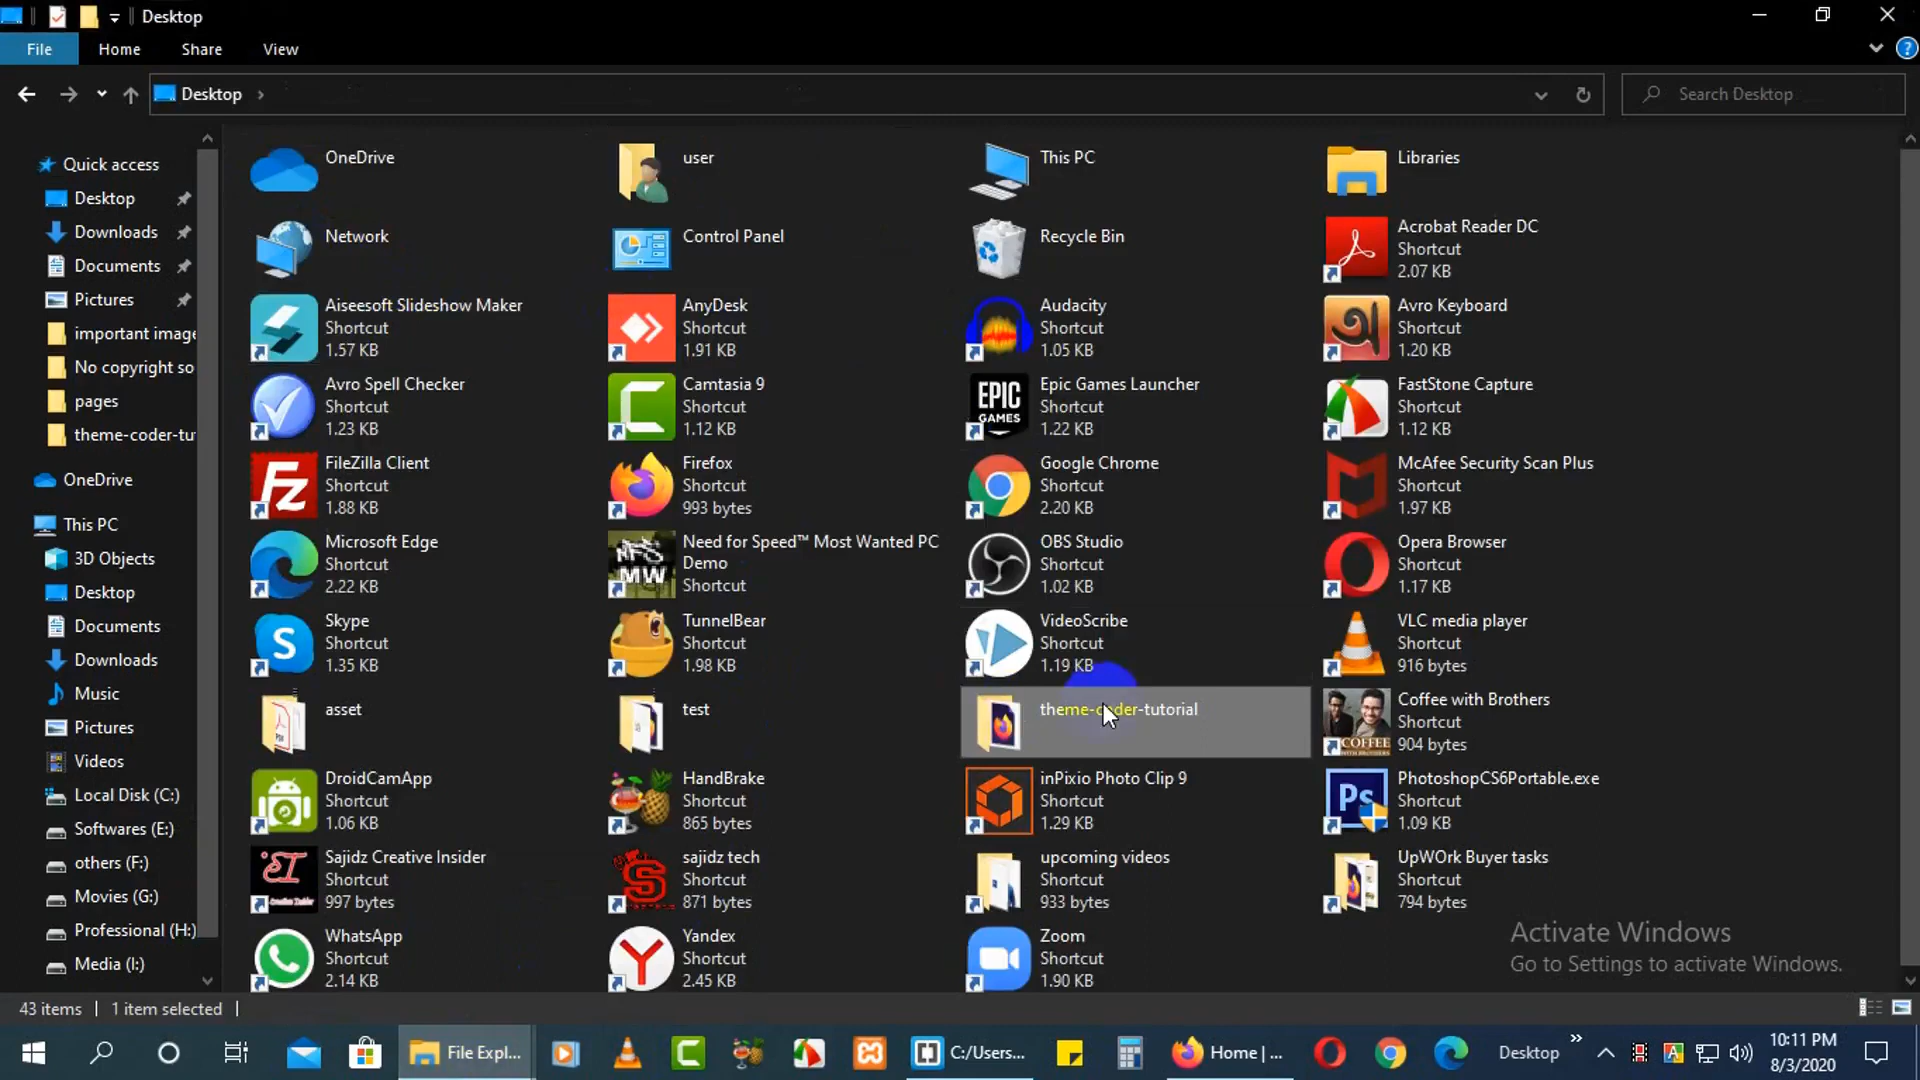 Desktop
File
Home
Share
View
Desktop
Search Desktop
Quick access
Desktop
Downloads
Documents
Pictures
important image
No copyright so
pages
theme-coder-tu
OneDrive
This PC
3D Objects
Desktop
Documents
Downloads
Music
Pictures
Videos
Local Disk (C:)
Softwares (E:)
others (F:)
Movies (G:)
Professional (H:)
Media (I:)
OneDrive
user
This PC
Libraries
Network
Control Panel
Recycle Bin
Acrobat Reader DC
Shortcut
2.07 KB
Aiseesoft Slideshow Maker
Shortcut
1.57 KB
AnyDesk
Shortcut
1.91 KB
Audacity
Shortcut
1.05 KB
Avro Keyboard
Shortcut
1.20 KB
Avro Spell Checker
Shortcut
1.23 KB
Camtasia 9
Shortcut
1.12 KB
EPIC
GAMES
Epic Games Launcher
Shortcut
1.22 KB
FastStone Capture
Shortcut
1.12 KB
Fz
FileZilla Client
Shortcut
1.88 KB
Firefox
Shortcut
993 bytes
Google Chrome
Shortcut
2.20 KB
McAfee Security Scan Plus
Shortcut
1.97 KB
Microsoft Edge
Shortcut
2.22 KB
NFS
MW
Need for Speed™ Most Wanted PC
Demo
Shortcut
OBS Studio
Shortcut
1.02 KB
Opera Browser
Shortcut
1.17 KB
S
Skype
Shortcut
1.35 KB
TunnelBear
Shortcut
1.98 KB
VideoScribe
Shortcut
1.19 KB
VLC media player
Shortcut
916 bytes
asset
test
theme-coder-tutorial
COFFEE
Coffee with Brothers
Shortcut
904 bytes
DroidCamApp
Shortcut
1.06 KB
HandBrake
Shortcut
865 bytes
inPixio Photo Clip 9
Shortcut
1.29 KB
Ps
PhotoshopCS6Portable.exe
Shortcut
1.09 KB
Sajidz Creative Insider
Shortcut
997 bytes
S
sajidz tech
Shortcut
871 bytes
upcoming videos
Shortcut
933 bytes
UpWOrk Buyer tasks
Shortcut
794 bytes
WhatsApp
Shortcut
2.14 KB
Yandex
Shortcut
2.45 KB
Zoom
Shortcut
1.90 KB
Activate Windows
Go to Settings to activate Windows.
43 items
1 item selected
File Expl...
C:/Users...
Home | ...
Desktop
10:11 PM
8/3/2020